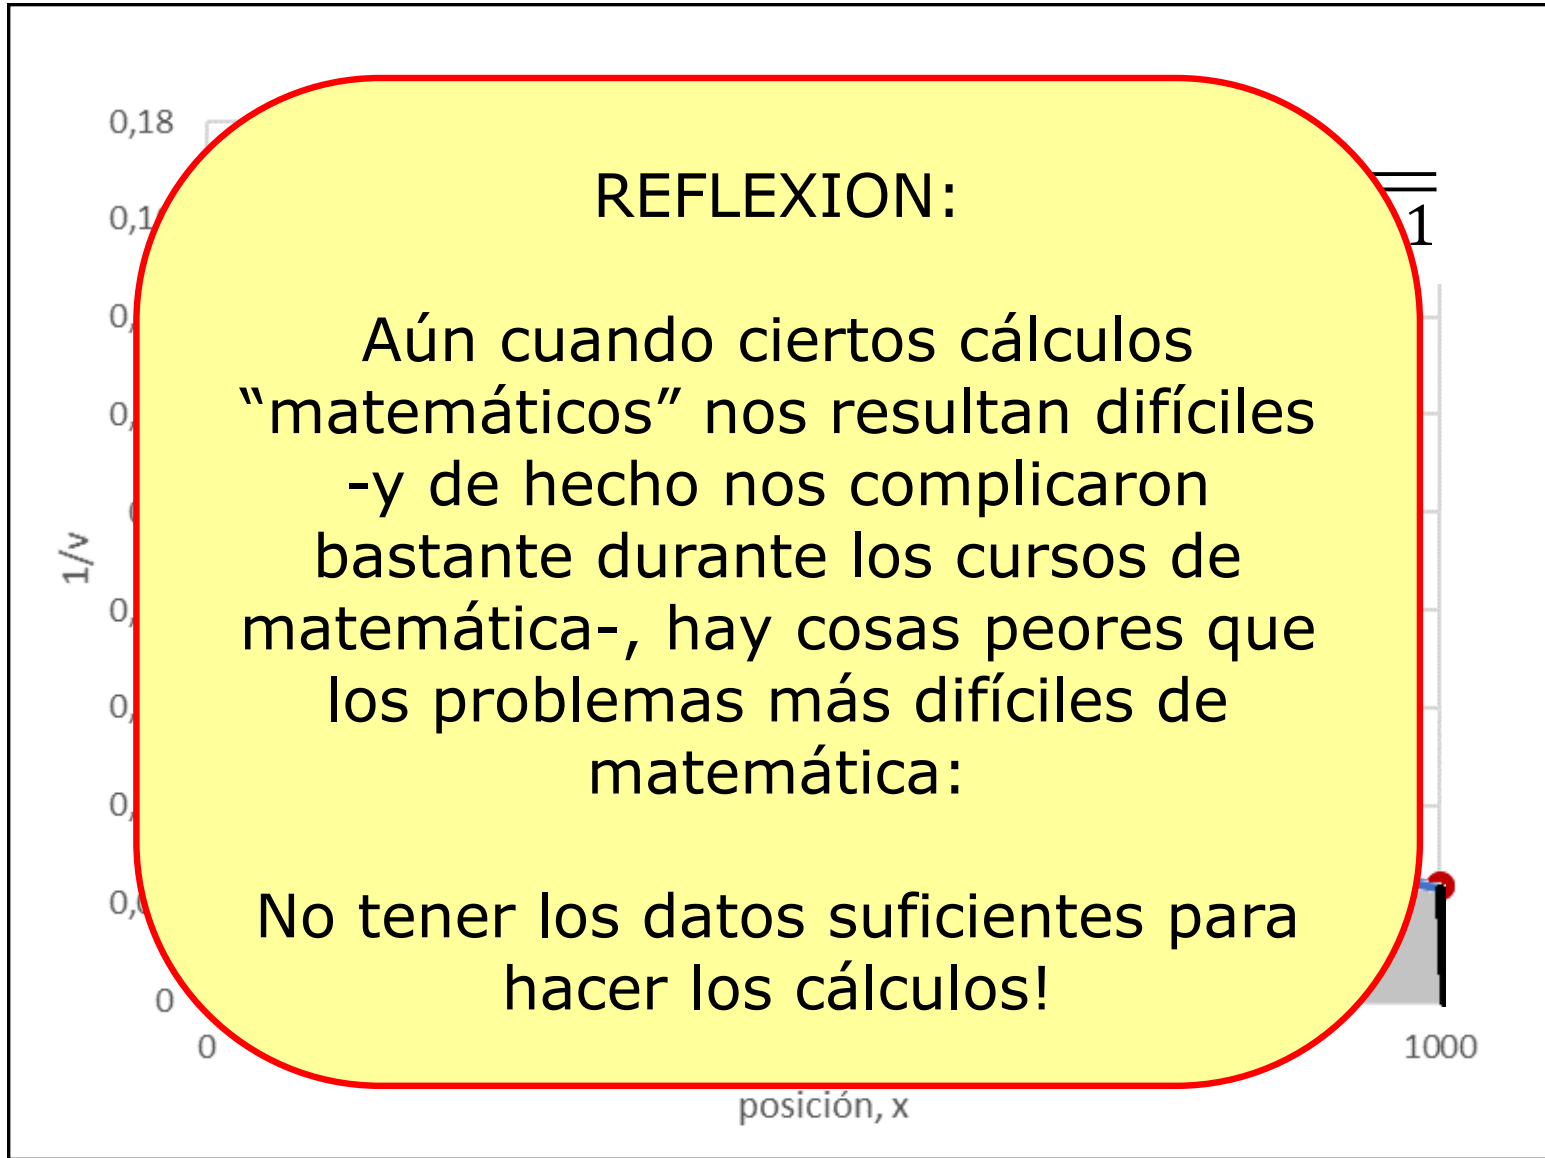 0,18
REFLEXION:
1
Aún cuando ciertos cálculos
“matemáticos” nos resultan difíciles
-y de hecho nos complicaron
bastante durante los cursos de
matemática-, hay cosas peores que
los problemas más difíciles de
matemática:
No tener los datos suficientes para
hacer los cálculos!
1/v
0
0
1000
posición, x